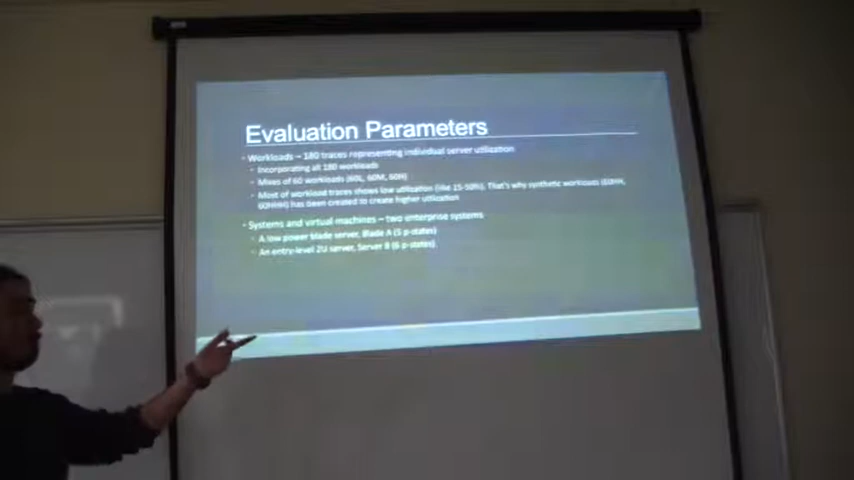 Evaluation Parameters
• Workloads – 180 traces representing individual server utilization
• Incorporating all 180 workloads
• Mixes of 60 workloads (60L, 60M, 60H)
• Most of workload traces shows low utilization (like 15-50%). That's why synthetic workloads (60HH,
60HHH) has been created to create higher utilization
• Systems and virtual machines – two enterprise systems
• A low power blade server, Blade A (5 p-states)
• An entry-level 2U server, Server B (6 p-states)